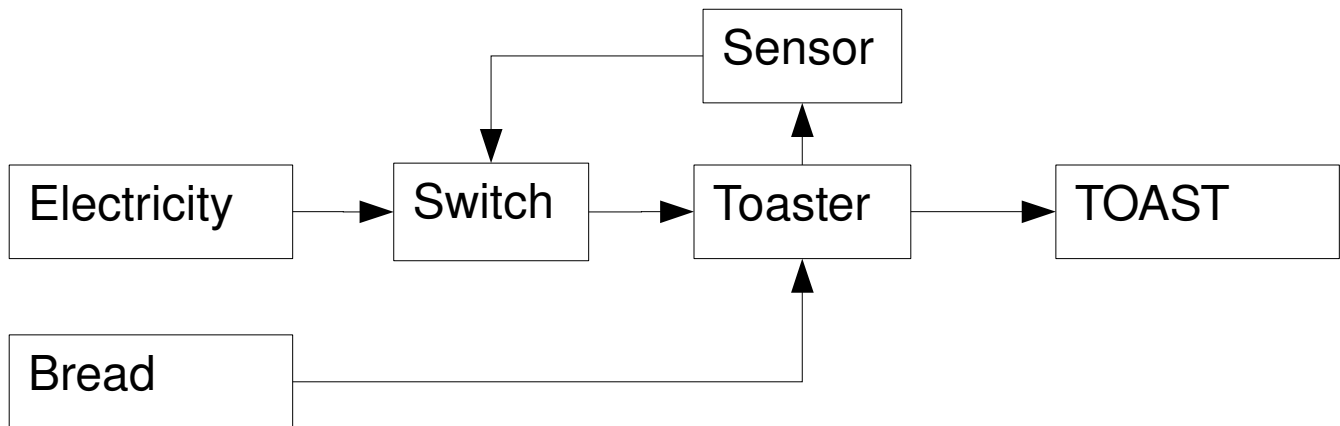 Sensor
Electricity
Switch
Toaster
TOAST
Bread